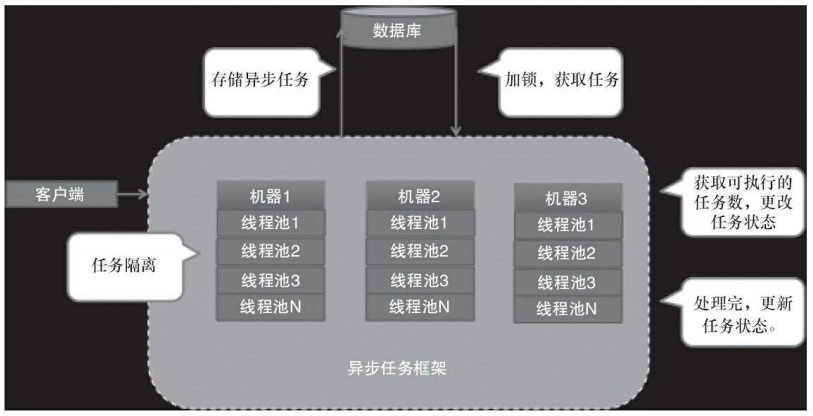 数据库
存储异步任务
加锁，获取任务
客户端
机器1
线程池1
线程池2
线程池3
线程池N
机器2
线程池1
线程池2
线程池3
线程池N
机器3
线程池1
线程池2
线程池3
线程池N
任务隔离
获取可执行的
任务数，更改
任务状态
处理完，更新
任务状态。
异步任务框架